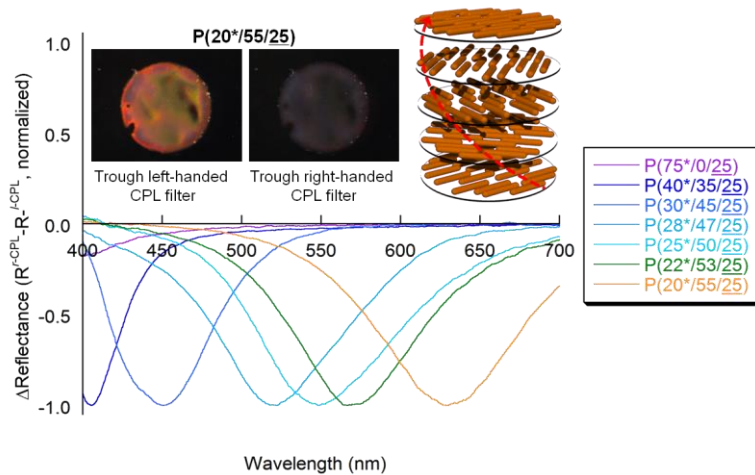 P(20*/55/25)
Trough left-handed
CPL filter
Trough right-handed
CPL filter
1.0
0.5
0.0
-0.5
-1.0
400
450
500
550
600
650
700
ΔReflectance (R^r-CPL-R-^l-CPL, normalized)
Wavelength (nm)
P(75*/0/25)
P(40*/35/25)
P(30*/45/25)
P(28*/47/25)
P(25*/50/25)
P(22*/53/25)
P(20*/55/25)